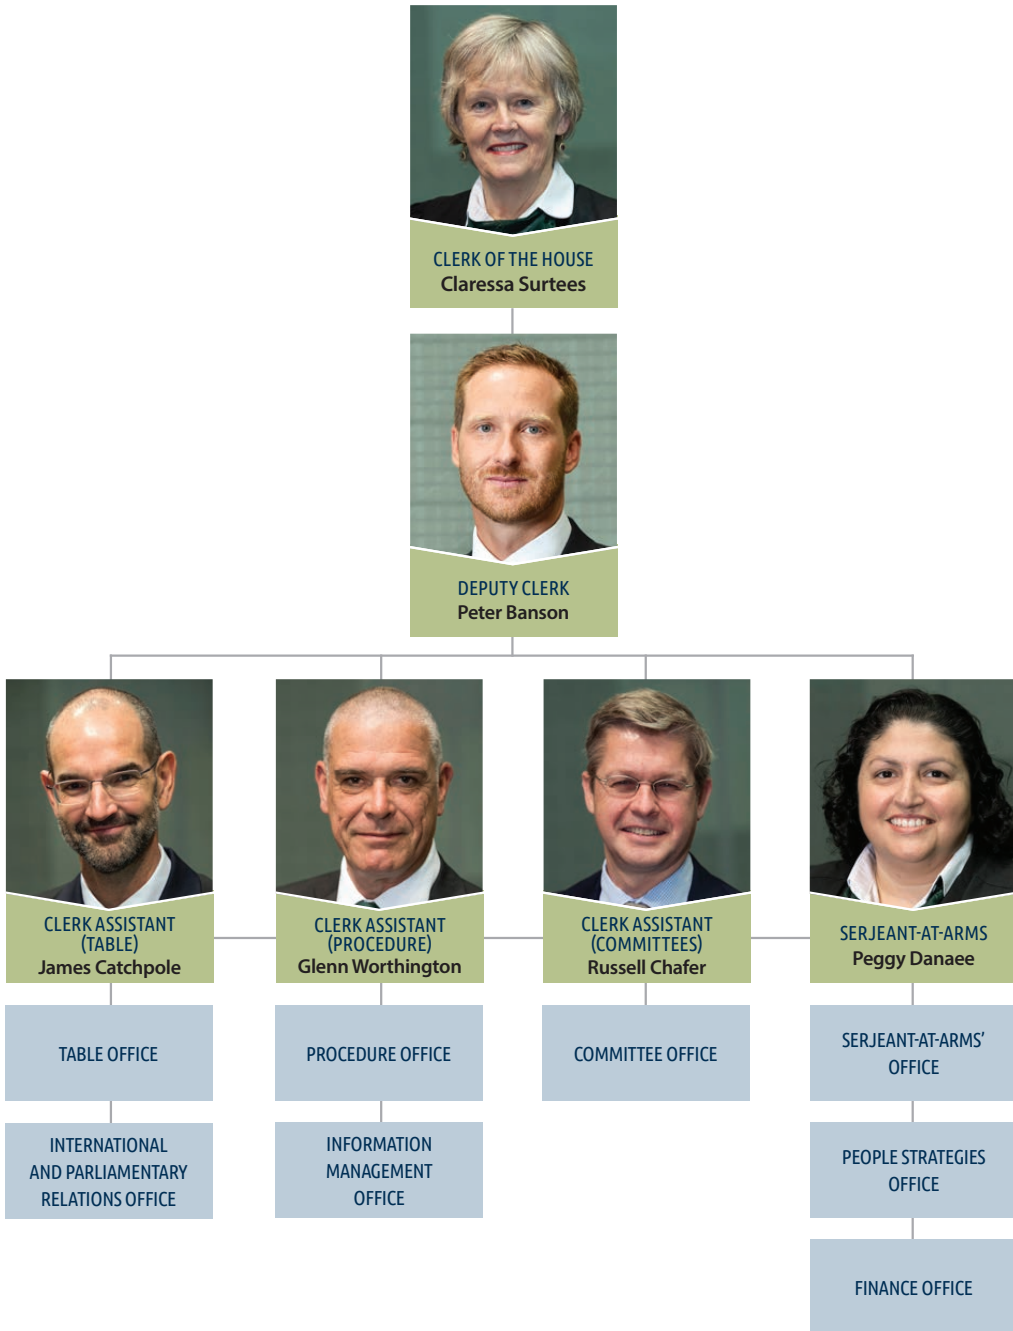 CLERK OF THE HOUSE
Claressa Surtees
DEPUTY CLERK
Peter Banson
CLERK ASSISTANT
(TABLE)
James Catchpole
CLERK ASSISTANT
(PROCEDURE)
Glenn Worthington
CLERK ASSISTANT
(COMMITTEES)
Russell Chafer
SERJEANT-AT-ARMS
Peggy Danaee
TABLE OFFICE
PROCEDURE OFFICE
COMMITTEE OFFICE
SERJEANT-AT-ARMS’
OFFICE
INTERNATIONAL
AND PARLIAMENTARY
RELATIONS OFFICE
INFORMATION
MANAGEMENT
OFFICE
PEOPLE STRATEGIES
OFFICE
FINANCE OFFICE